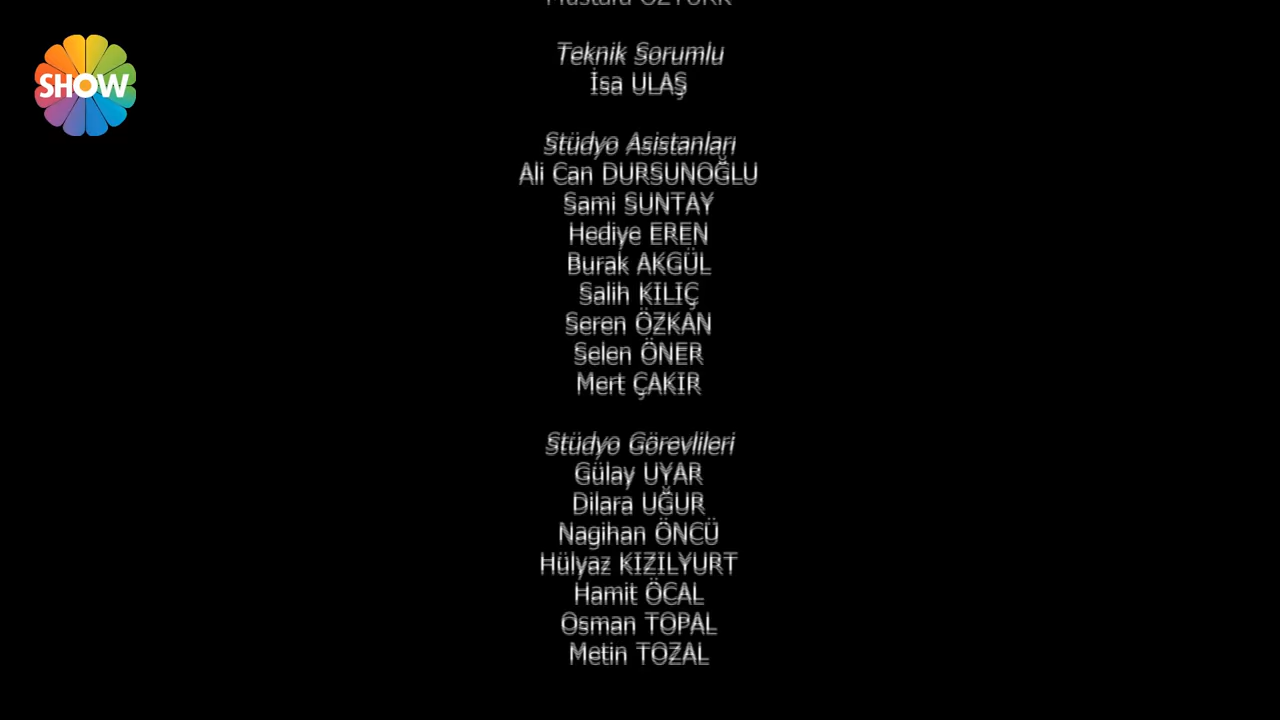 Mustafa ÖZTÜRK
SHOW
Teknik Sorumlu
İsa ULAŞ
Stüdyo Asistanları
Ali Can DURSUNOĞLU
Sami SUNTAY
Hediye EREN
Burak AKGÜL
Salih KILIÇ
Seren ÖZKAN
Selen ÖNER
Mert ÇAKIR
Stüdyo Görevlileri
Gülay UYAR
Dilara UĞUR
Nagihan ÖNCÜ
Hülyaz KIZILYURT
Hamit ÖCAL
Osman TOPAL
Metin TOZAL